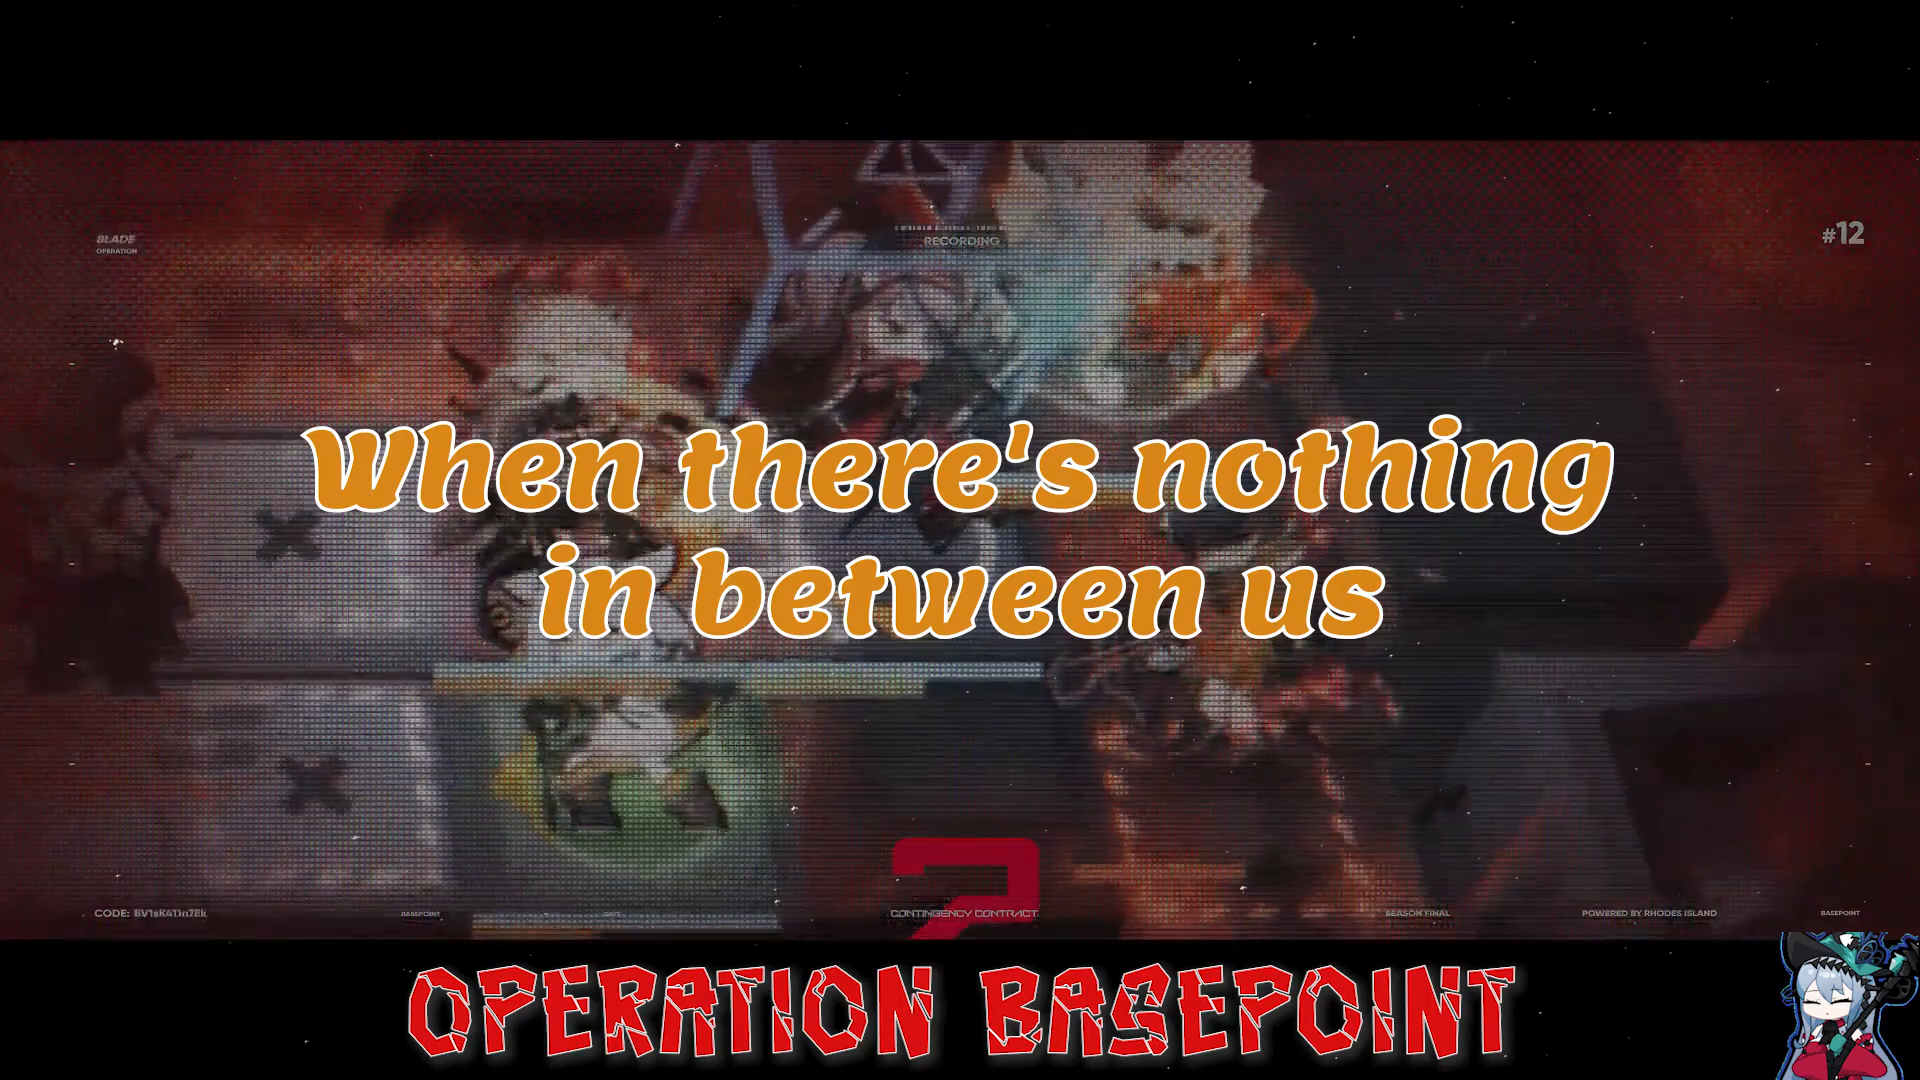 BLADE
OPERATION
RECORDING
#12
When there's nothing
in between us
CODE: BV1sK4TIn7Ek
BASEPOINT
CONTINGENCY CONTRACT
SEASON FINAL
POWERED BY RHODES ISLAND
BASEPOINT
OPERATION BASEPOINT